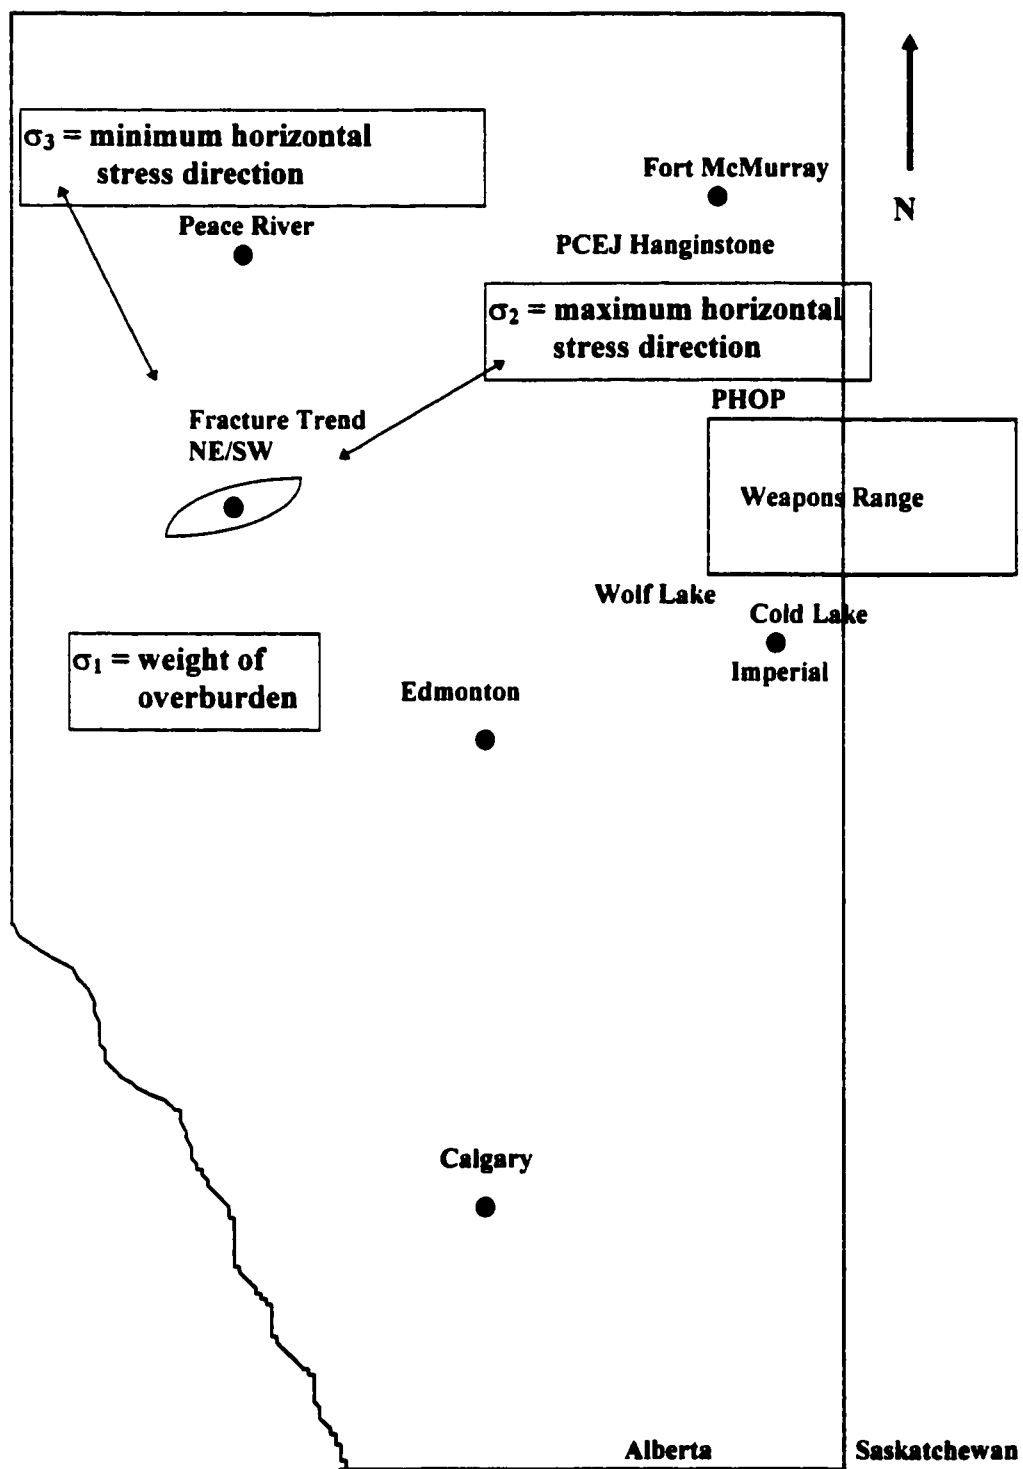 σ₃ = minimum horizontal
stress direction
Fort McMurray
N
Peace River
PCEJ Hanginstone
σ₂ = maximum horizontal
stress direction
PHOP
Fracture Trend
NE/SW
Weapons Range
Wolf Lake
Cold Lake
Imperial
σ₁ = weight of
overburden
Edmonton
Calgary
Alberta
Saskatchewan